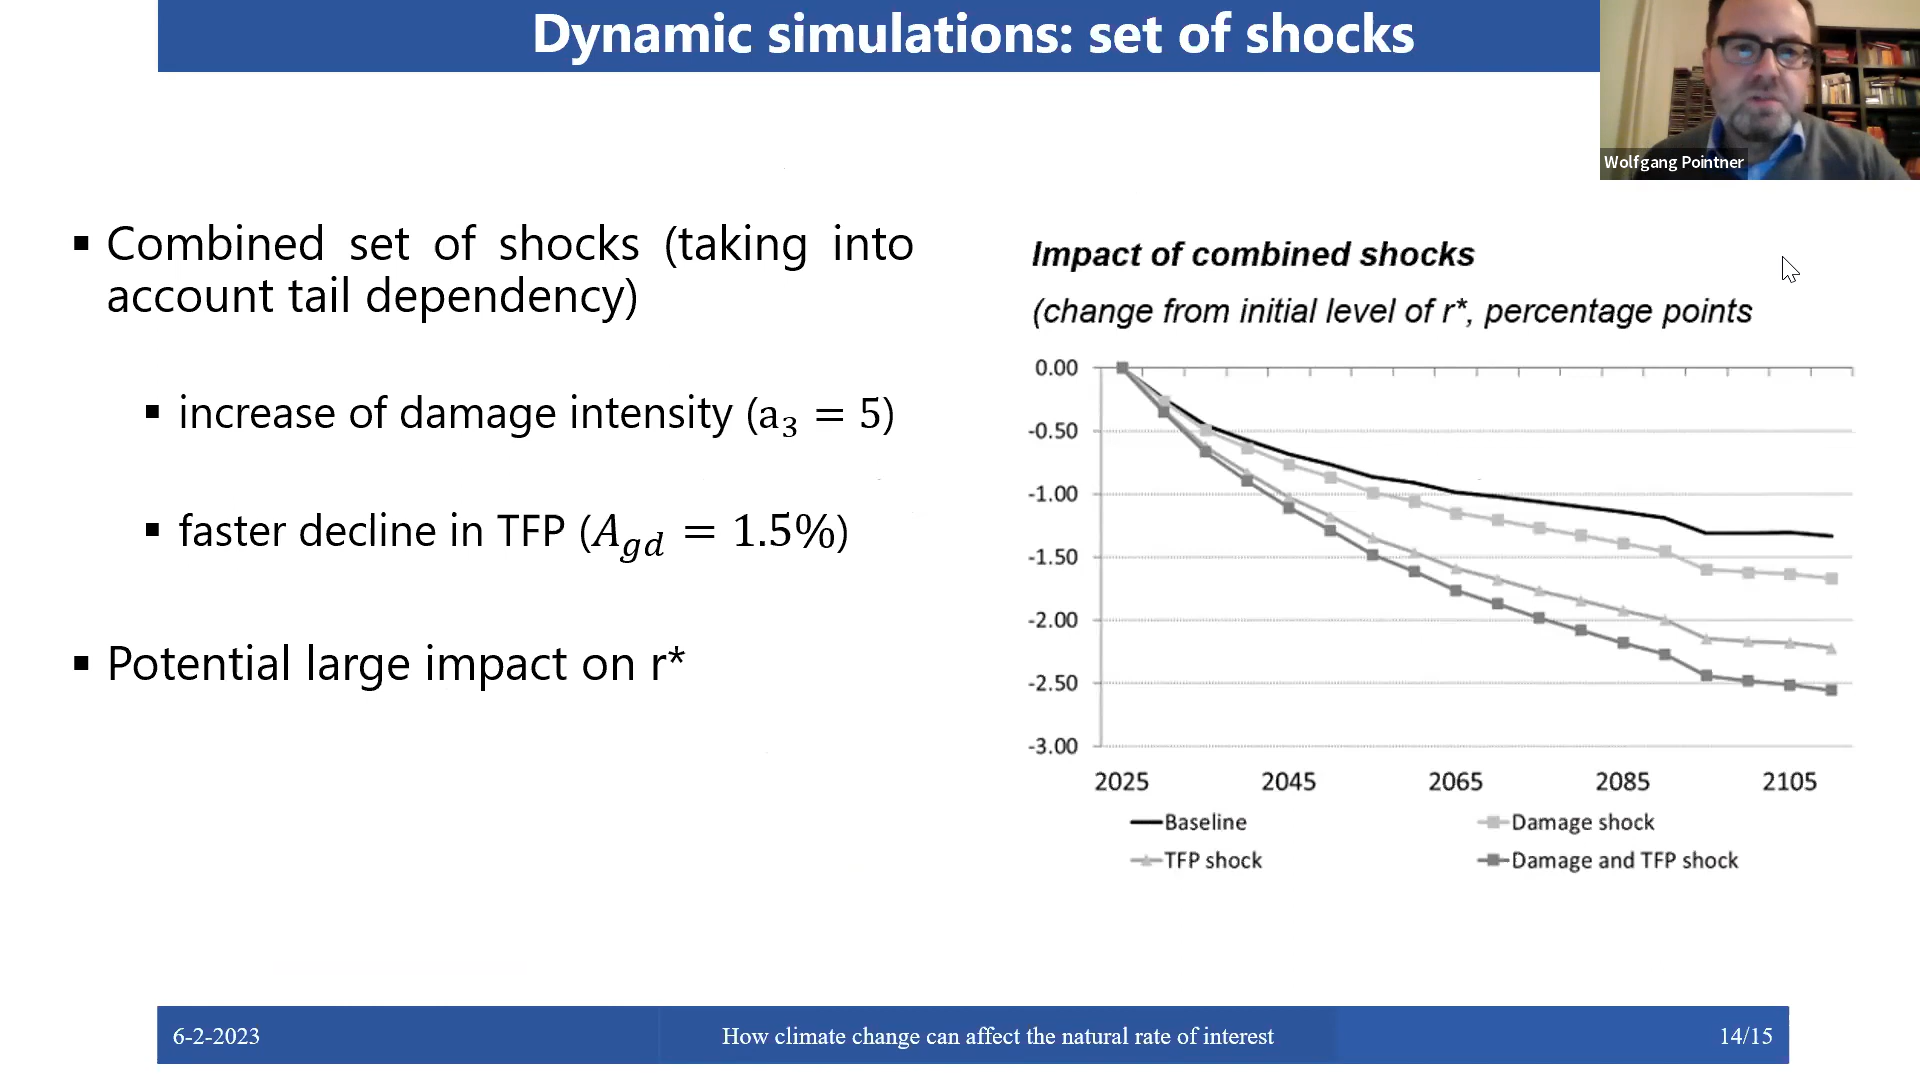 Dynamic simulations: set of shocks
Wolfgang Pointner
▪ Combined set of shocks (taking into
account tail dependency)
▪ increase of damage intensity (a₃ = 5)
▪ faster decline in TFP (A_gd = 1.5%)
▪ Potential large impact on r*
Impact of combined shocks
(change from initial level of r*, percentage points
0.00
-0.50
-1.00
-1.50
-2.00
-2.50
-3.00
2025 2045 2065 2085 2105
Baseline Damage shock
TFP shock Damage and TFP shock
6-2-2023 How climate change can affect the natural rate of interest 14/15